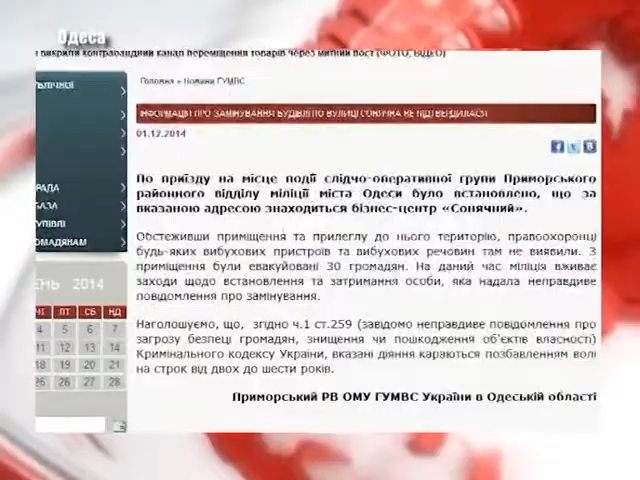 Одеса
викрили контрабандний канал переміщення товарів через митний пост (ФОТО, ВІДЕО)
Головна » Новини ГУМВС
ІНФОРМАЦІЯ ПРО ЗАМІНУВАННЯ БУДІВЛІ ПО ВУЛИЦІ СОНЯЧНА НЕ ПІДТВЕРДИЛАСЯ
01.12.2014
По приїзду на місце події слідчо-оперативної групи Приморського
районного відділу міліції міста Одеси було встановлено, що за
вказаною адресою знаходиться бізнес-центр «Сонячний».
Обстеживши приміщення та прилеглу до нього територію, правоохоронці
будь-яких вибухових пристроїв та вибухових речовин там не виявили. З
приміщення були евакуйовані 30 громадян. На даний час міліція вживає
заходи щодо встановлення та затримання особи, яка надала неправдиве
повідомлення про замінування.
Наголошуємо, що, згідно ч.1 ст.259 (завідомо неправдиве повідомлення про
загрозу безпеці громадян, знищення чи пошкодження об'єктів власності)
Кримінального кодексу України, вказані діяння караються позбавленням волі
на строк від двох до шести років.
Приморський РВ ОМУ ГУМВС України в Одеській області
ЕНЬ 2014
ЧТ ПТ СБ НД
4 5 6 7
11 12 13 14
18 19 20 21
25 26 27 28